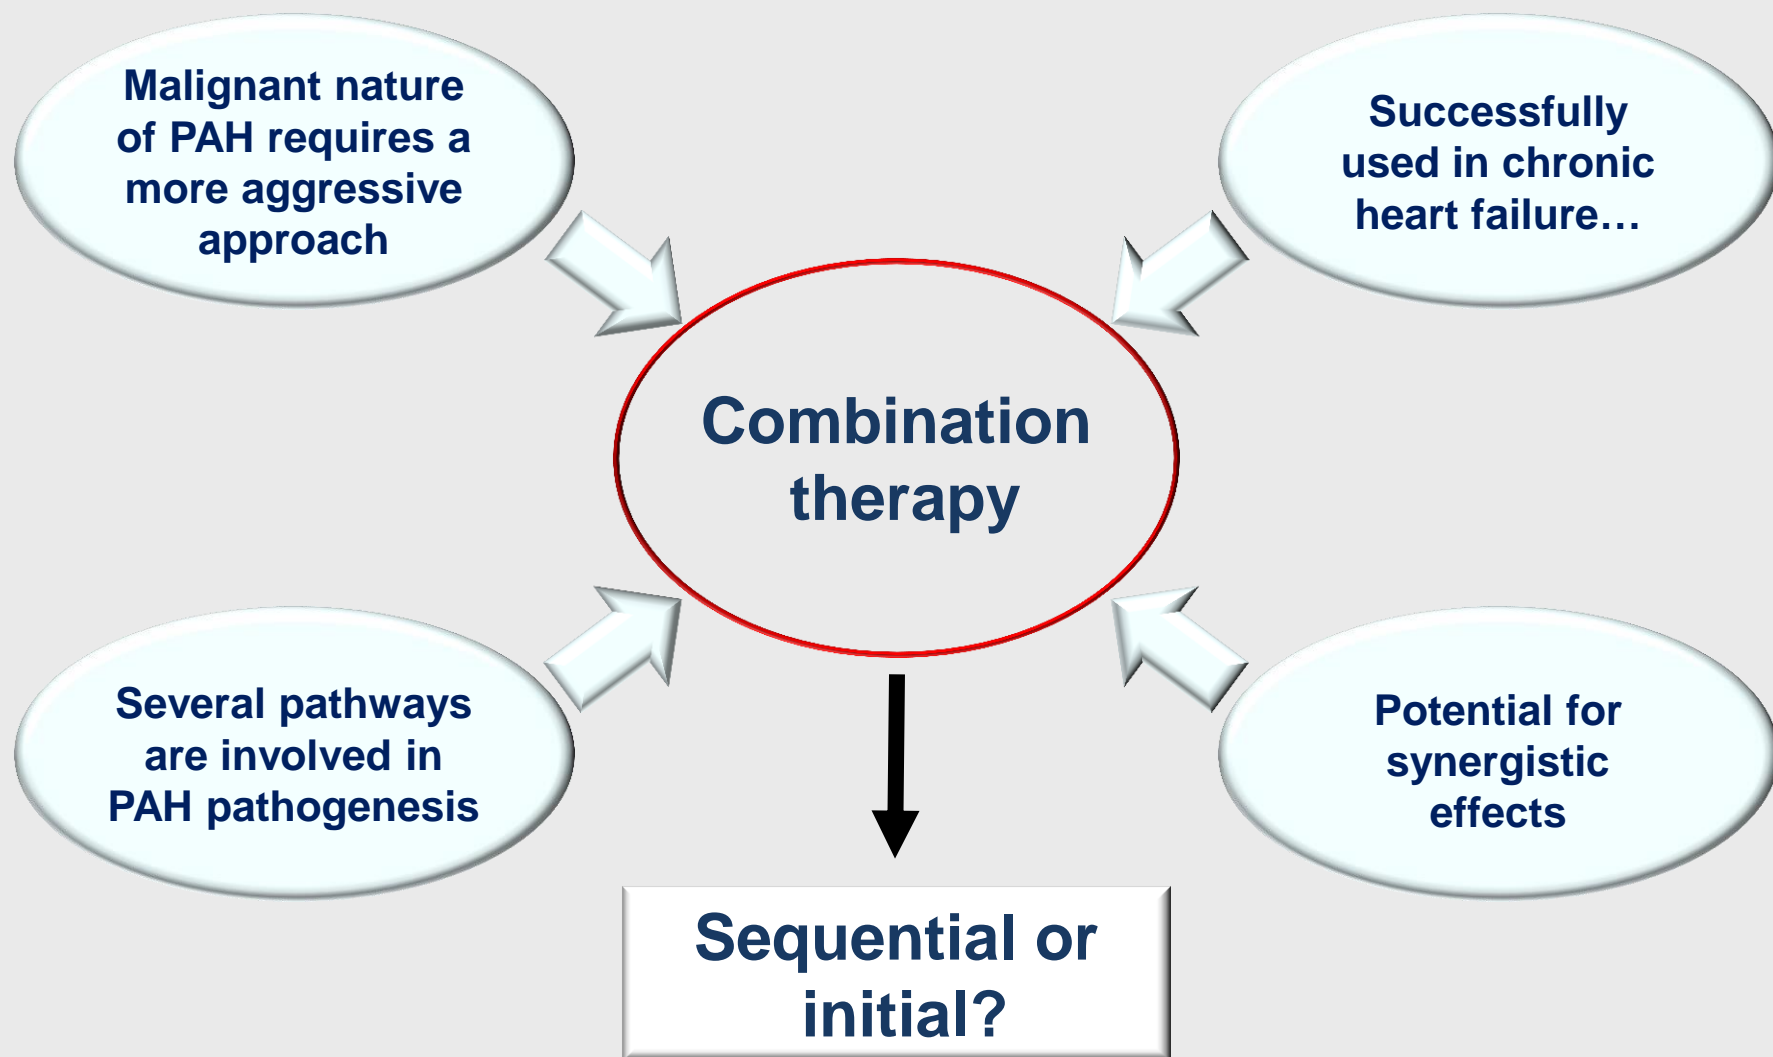 Malignant nature
of PAH requires a
more aggressive
approach
Successfully
used in chronic
heart failure…
Combination
therapy
Several pathways
are involved in
PAH pathogenesis
Potential for
synergistic
effects
Sequential or
initial?